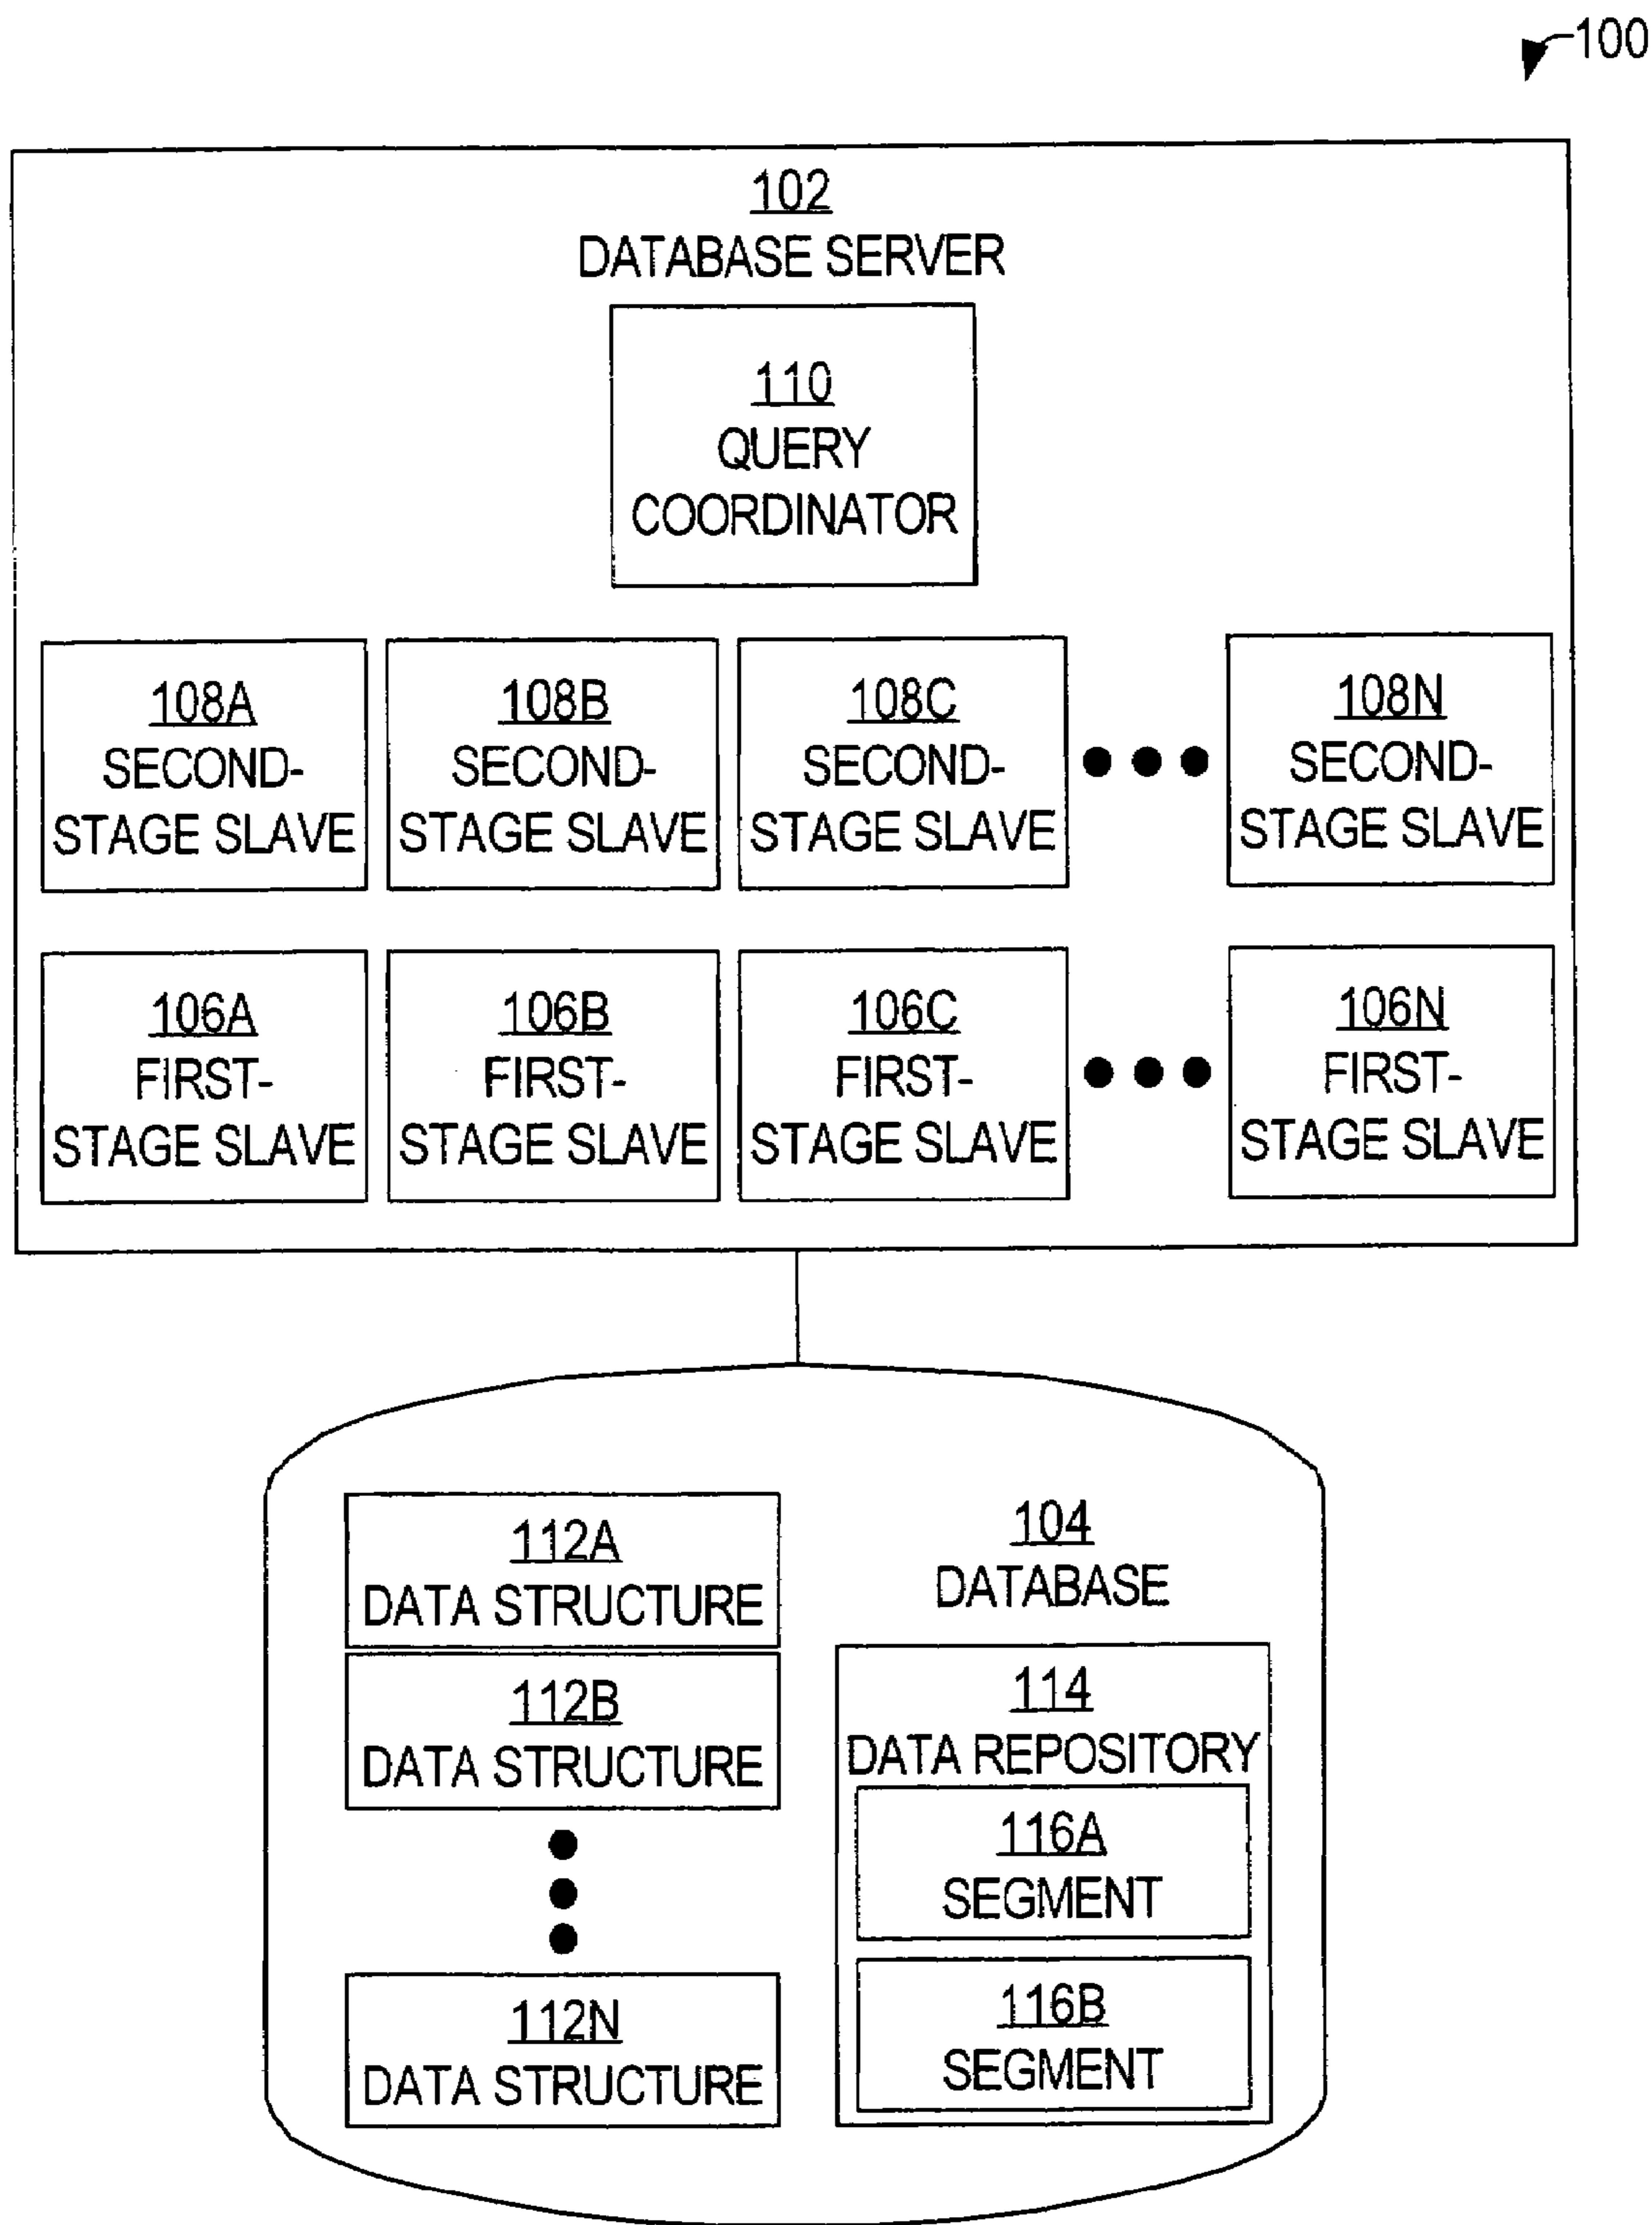 100
102
DATABASE SERVER
110
QUERY
COORDINATOR
108A
SECOND-
STAGE SLAVE
108B
SECOND-
STAGE SLAVE
108C
SECOND-
STAGE SLAVE
108N
SECOND-
STAGE SLAVE
106A
FIRST-
STAGE SLAVE
106B
FIRST-
STAGE SLAVE
106C
FIRST-
STAGE SLAVE
106N
FIRST-
STAGE SLAVE
112A
DATA STRUCTURE
112B
DATA STRUCTURE
112N
DATA STRUCTURE
104
DATABASE
114
DATA REPOSITORY
116A
SEGMENT
116B
SEGMENT